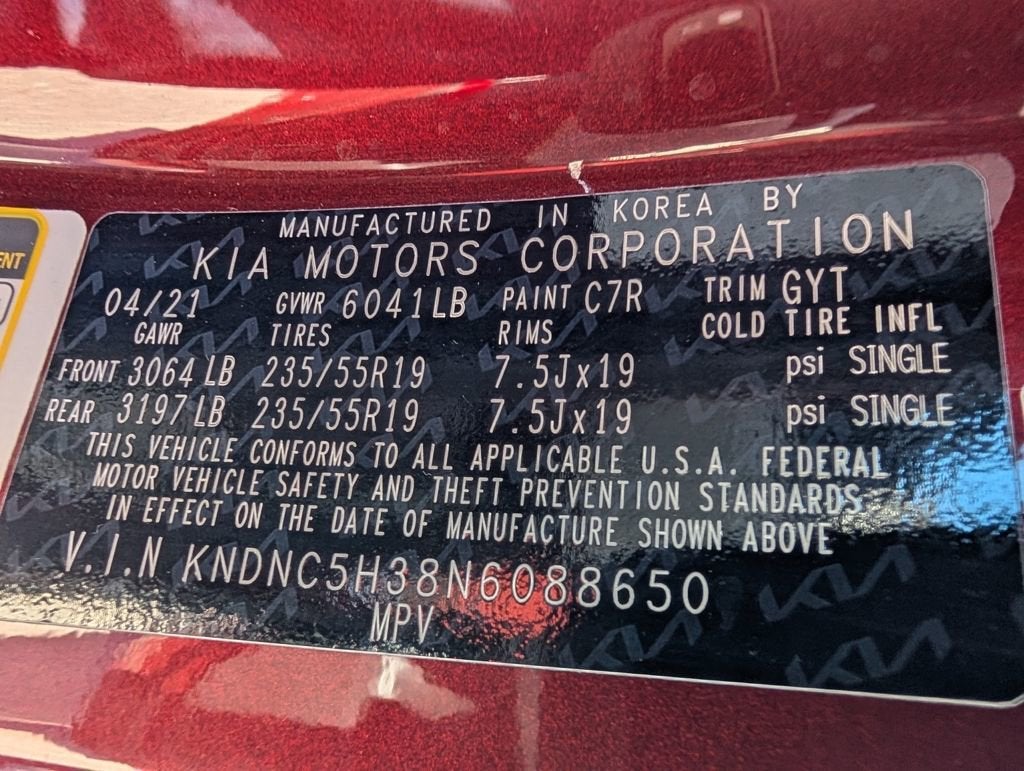 MANUFACTURED IN KOREA BY
KIA MOTORS CORPORATION
04/21 GVWR 6041LB PAINT C7R TRIM GYT
GAWR TIRES RIMS COLD TIRE INFL
FRONT 3064 LB 235/55R19 7.5Jx19 psi SINGLE
REAR 3197 LB 235/55R19 7.5Jx19 psi SINGLE
THIS VEHICLE CONFORMS TO ALL APPLICABLE U.S.A. FEDERAL
MOTOR VEHICLE SAFETY AND THEFT PREVENTION STANDARDS
IN EFFECT ON THE DATE OF MANUFACTURE SHOWN ABOVE
V.I.N KNDNC5H38N6088650
MPV